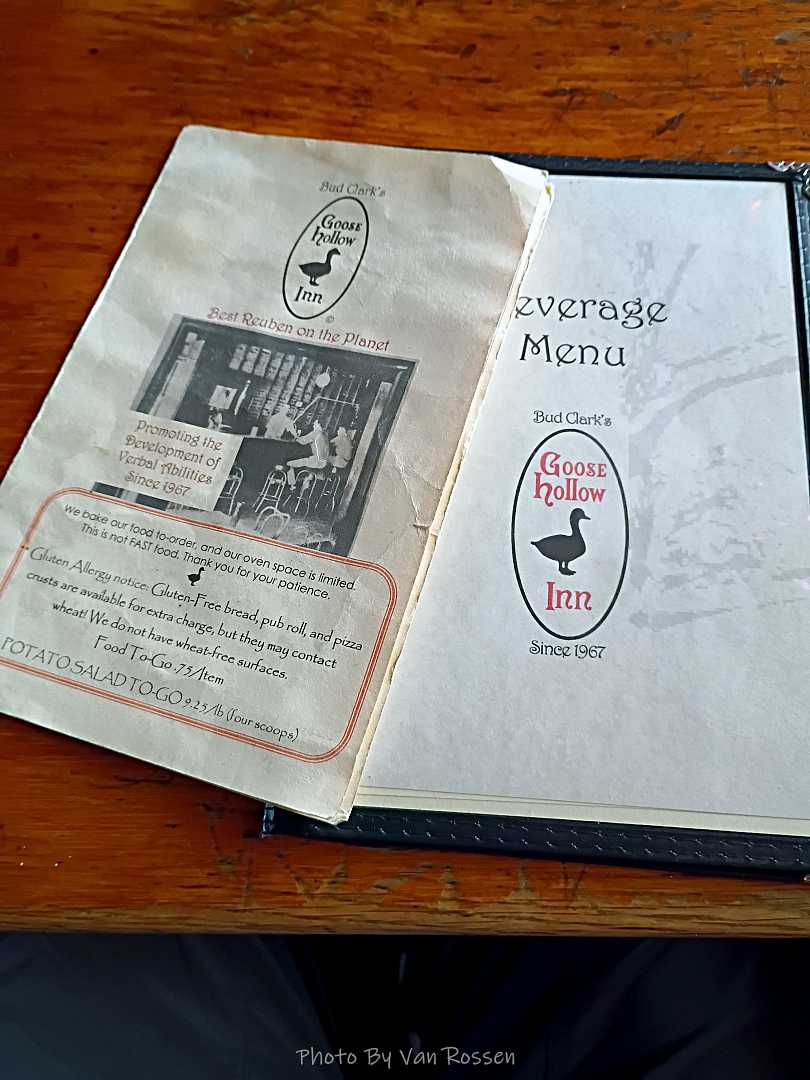 Bud Clark's
Goose
Hollow
Inn
©
Best Reuben on the Planet
Promoting the
Development of
Verbal Abilities
Since 1967
We bake our food to-order, and our oven space is limited.
This is not FAST food. Thank you for your patience.
Gluten Allergy notice: Gluten-Free bread, pub roll, and pizza
crusts are available for extra charge, but they may contact
wheat! We do not have wheat-free surfaces.
Food To-Go .75/Item
POTATO SALAD TO-GO 9.25/lb (four scoops)
everage
Menu
Bud Clark's
Goose
Hollow
Inn
Since 1967
Photo By Van Rossen